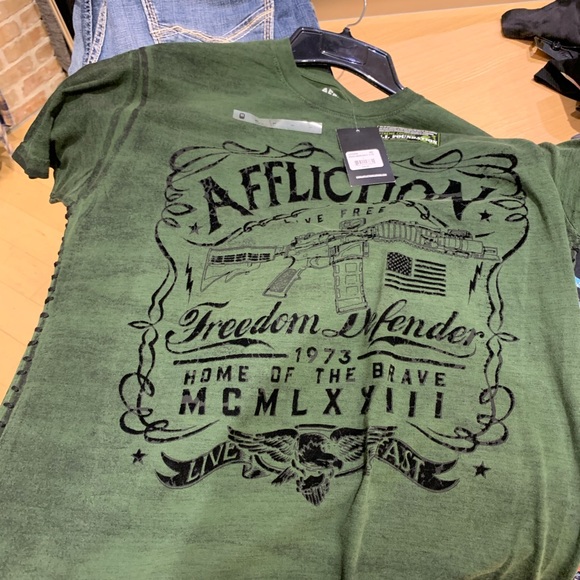 AFFLICTION
LIVE FREE
Freedom Defender
1973
HOME OF THE BRAVE
MCMLXXIII
LIVE FAST